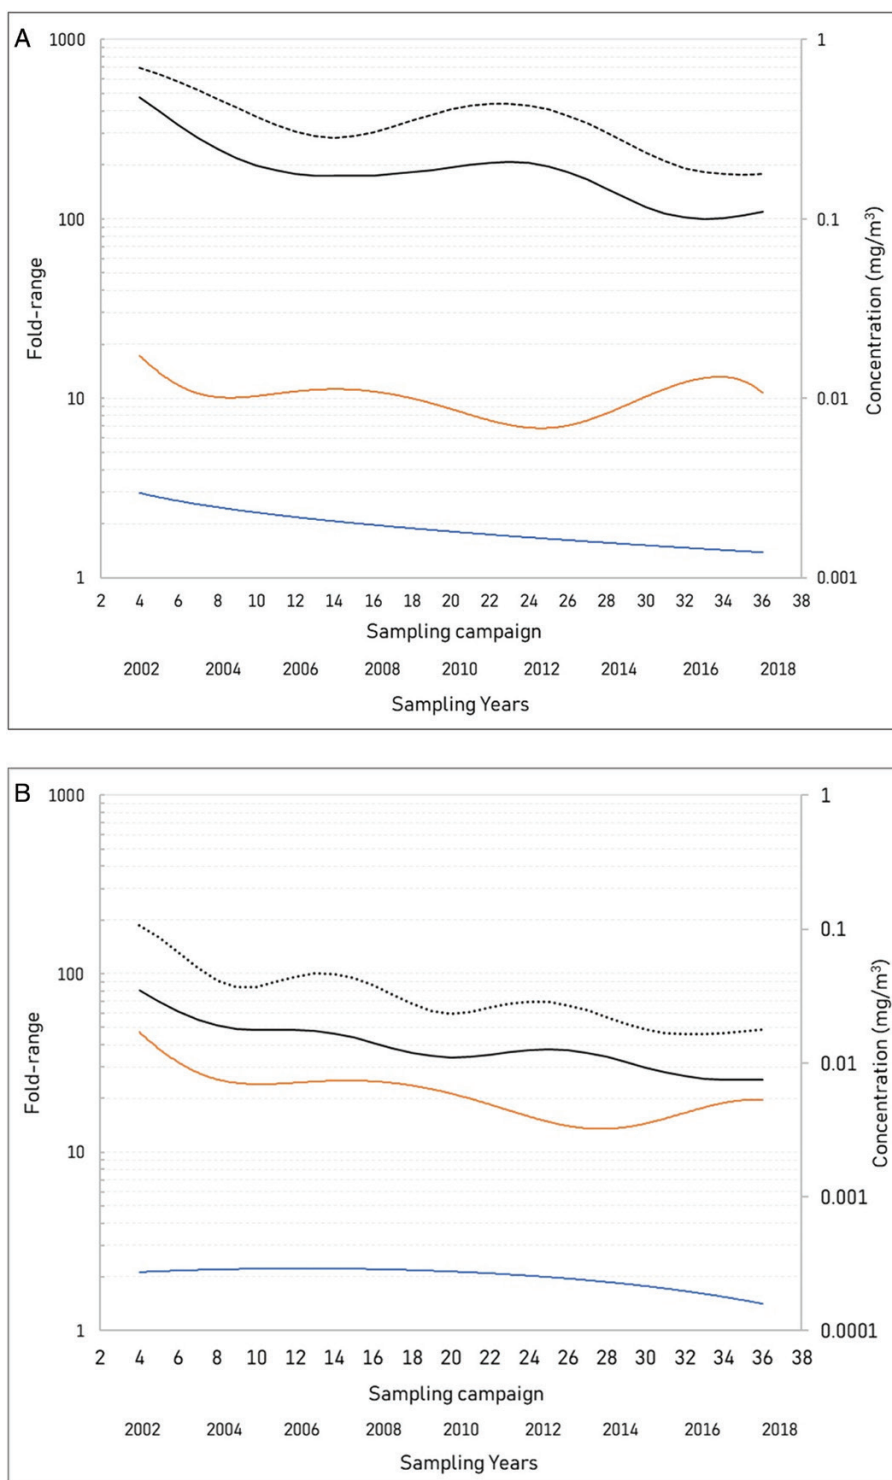 A
1000
100
10
1
Fold-range
1
0.1
0.01
0.001
Concentration (mg/m³)
2 4 6 8 10 12 14 16 18 20 22 24 26 28 30 32 34 36 38
Sampling campaign
2002 2004 2006 2008 2010 2012 2014 2016 2018
Sampling Years
B
1000
100
10
1
Fold-range
1
0.1
0.01
0.001
0.0001
Concentration (mg/m³)
2 4 6 8 10 12 14 16 18 20 22 24 26 28 30 32 34 36 38
Sampling campaign
2002 2004 2006 2008 2010 2012 2014 2016 2018
Sampling Years